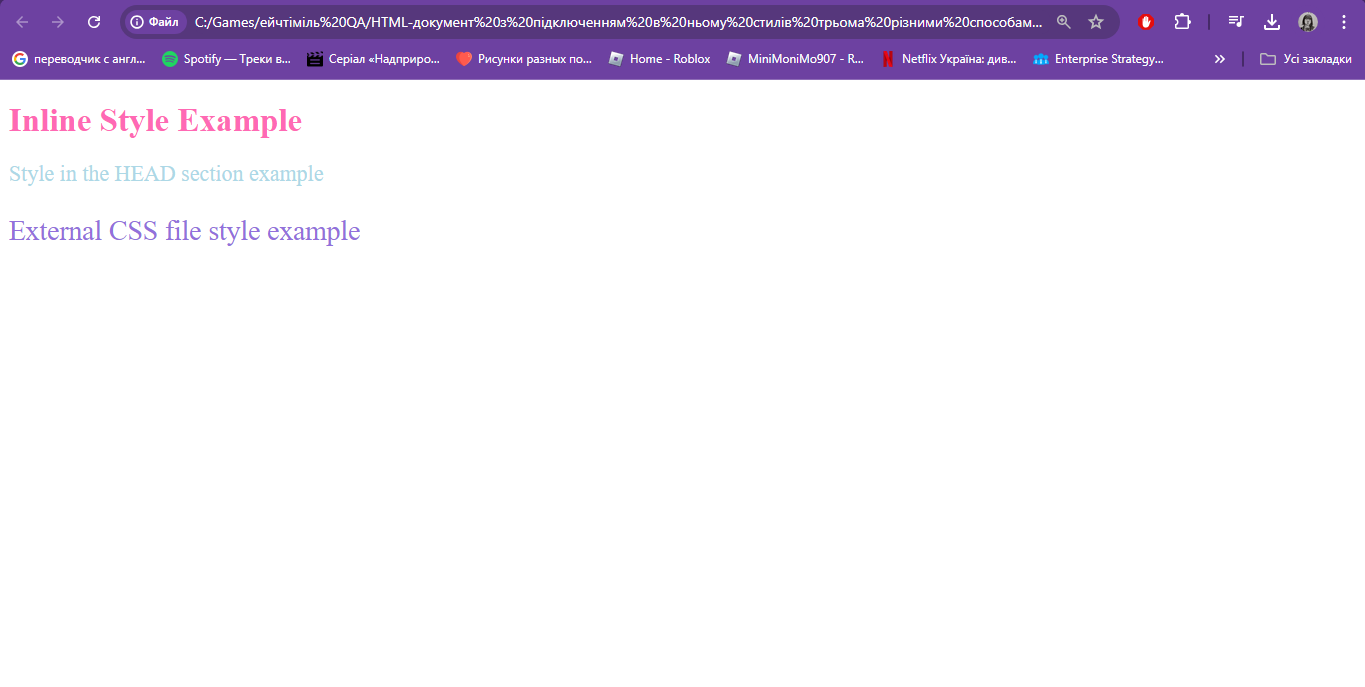 Файл C:/Games/ейчтіміль%20QA/HTML-документ%20з%20підключенням%20в%20ньому%20стилів%20трьома%20різними%20способам...
переводчик с англ... Spotify — Треки в... Серіал «Надприро... Рисунки разных по... Home - Roblox MiniMoniMo907 - R... Netflix Україна: див... Enterprise Strategy... » Усі закладки
Inline Style Example
Style in the HEAD section example
External CSS file style example